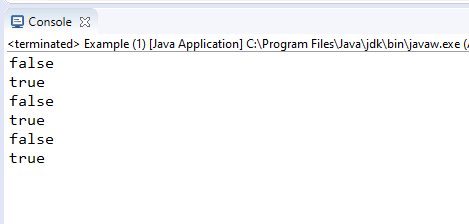 Console
<terminated> Example (1) [Java Application] C:\Program Files\Java\jdk\bin\javaw.exe (
false
true
false
true
false
true